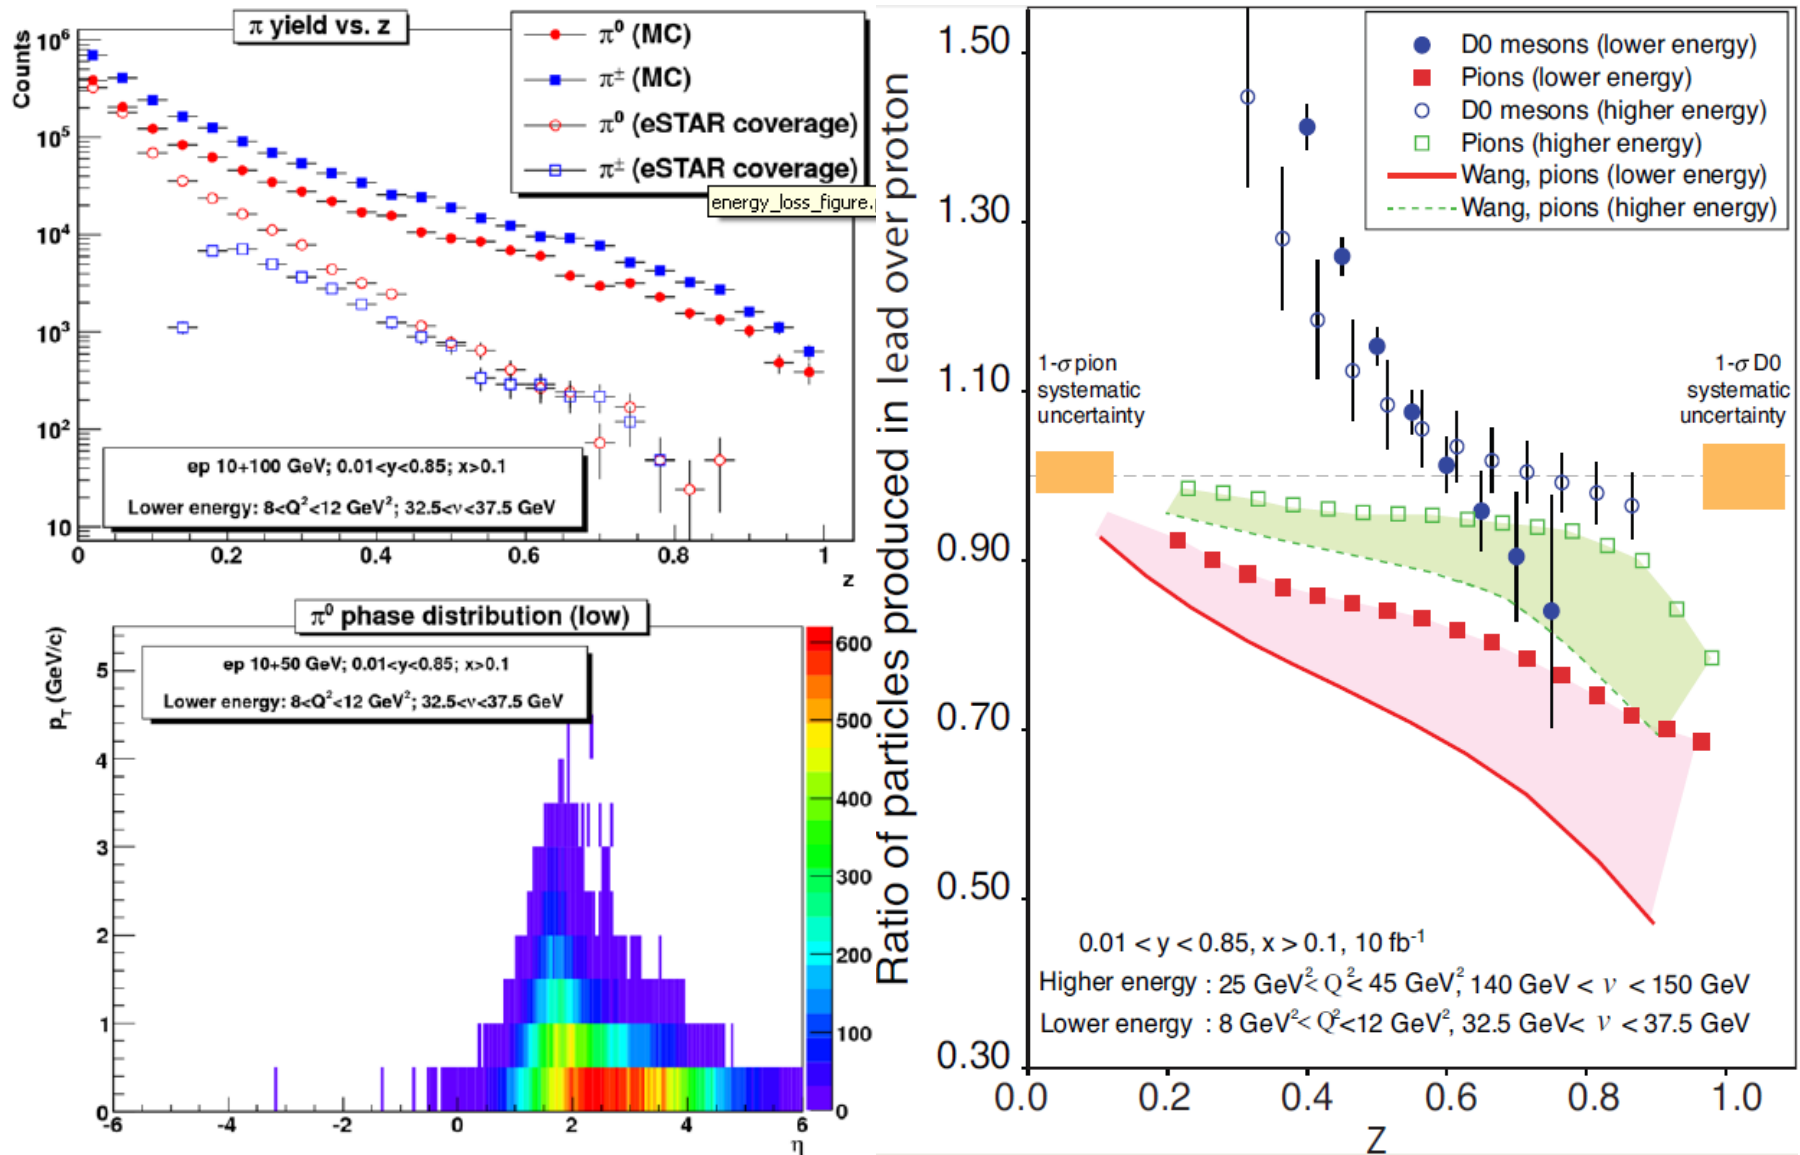 π yield vs. z
Counts
10⁶
10⁵
10⁴
10³
10²
10
π⁰ (MC)
π± (MC)
π⁰ (eSTAR coverage)
π± (eSTAR coverage)
energy_loss_figure.
ep 10+100 GeV; 0.01<y<0.85; x>0.1
Lower energy: 8<Q²<12 GeV²; 32.5<ν<37.5 GeV
0 0.2 0.4 0.6 0.8 1
z
π⁰ phase distribution (low)
p_T (GeV/c)
5
4
3
2
1
0
ep 10+50 GeV; 0.01<y<0.85; x>0.1
Lower energy: 8<Q²<12 GeV²; 32.5<ν<37.5 GeV
600
500
400
300
200
100
0
-6 -4 -2 0 2 4 6
η
Ratio of particles produced in lead over proton
1.50
1.30
1.10
0.90
0.70
0.50
0.30
D0 mesons (lower energy)
Pions (lower energy)
D0 mesons (higher energy)
Pions (higher energy)
Wang, pions (lower energy)
Wang, pions (higher energy)
1-σ pion
systematic
uncertainty
1-σ D0
systematic
uncertainty
0.01 < y < 0.85, x > 0.1, 10 fb⁻¹
Higher energy : 25 GeV²< Q²< 45 GeV², 140 GeV < ν < 150 GeV
Lower energy : 8 GeV²< Q²<12 GeV², 32.5 GeV< ν < 37.5 GeV
0.0 0.2 0.4 0.6 0.8 1.0
Z